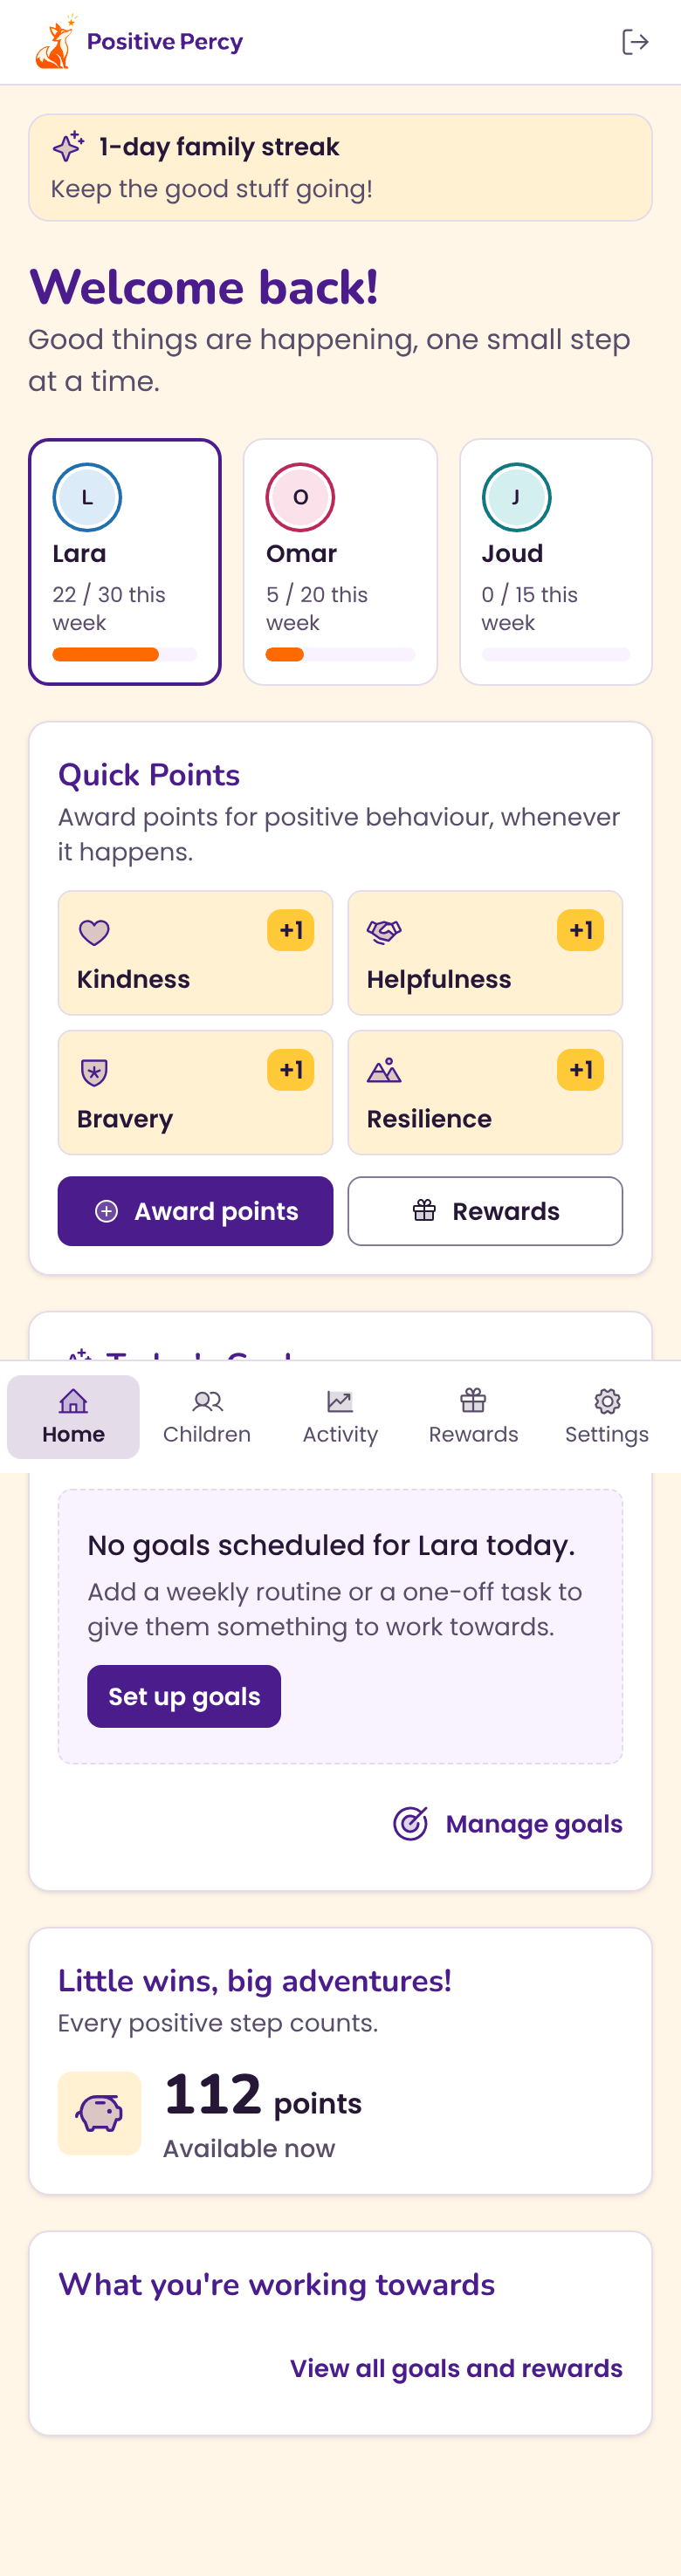 Positive Percy
1-day family streak
Keep the good stuff going!
Welcome back!
Good things are happening, one small step
at a time.
L
Lara
22 / 30 this
week
O
Omar
5 / 20 this
week
J
Joud
0 / 15 this
week
Quick Points
Award points for positive behaviour, whenever
it happens.
+1
Kindness
+1
Helpfulness
+1
Bravery
+1
Resilience
Award points
Rewards
Home
Children
Activity
Rewards
Settings
No goals scheduled for Lara today.
Add a weekly routine or a one-off task to
give them something to work towards.
Set up goals
Manage goals
Little wins, big adventures!
Every positive step counts.
112 points
Available now
What you're working towards
View all goals and rewards